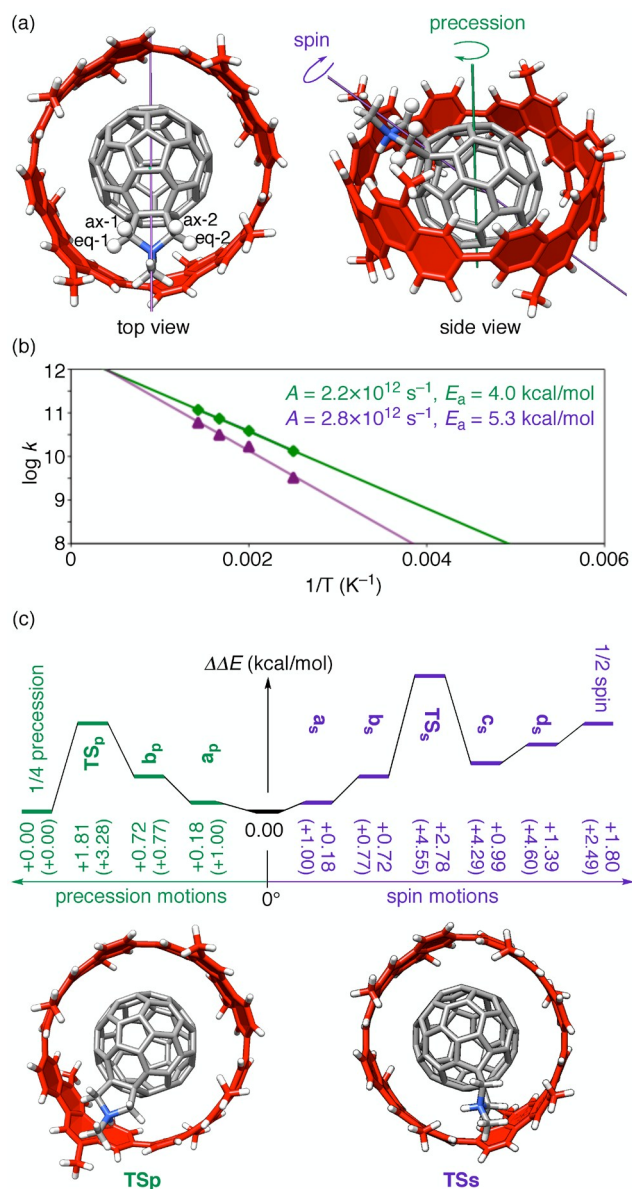 (a)
spin
precession
ax-1
ax-2
eq-1
eq-2
top view
side view
(b)
12
11
10
9
8
log k
A = 2.2×10¹² s⁻¹, Eₐ = 4.0 kcal/mol
A = 2.8×10¹² s⁻¹, Eₐ = 5.3 kcal/mol
0
0.002
0.004
0.006
1/T (K⁻¹)
(c)
ΔΔE (kcal/mol)
1/4 precession
TSₚ
bₚ
aₚ
aₛ
bₛ
TSₛ
cₛ
dₛ
1/2 spin
+0.00
(+0.00)
+1.81
(+3.28)
+0.72
(+0.77)
+0.18
(+1.00)
0.00
+0.18
(+1.00)
+0.72
(+0.77)
+2.78
(+4.55)
+0.99
(+4.29)
+1.39
(+4.60)
+1.80
(+2.49)
precession motions
0°
spin motions
TSp
TSs